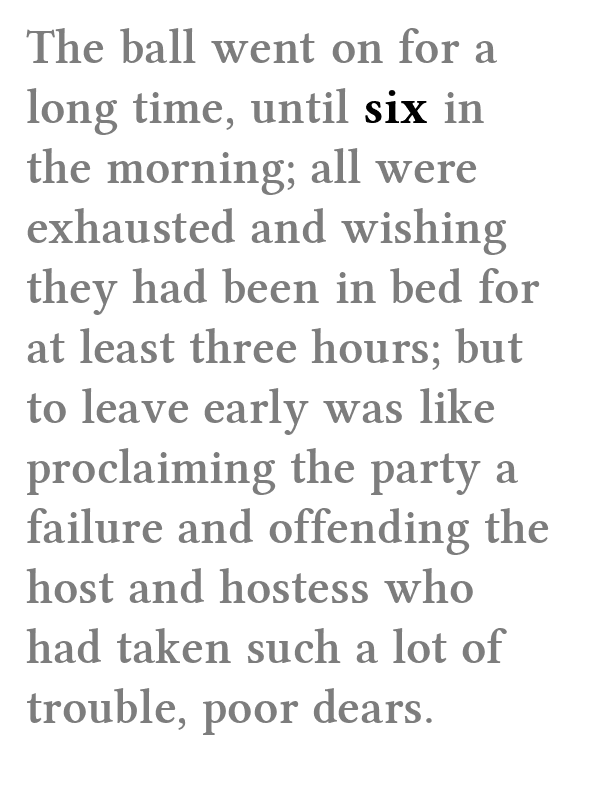 The ball went on for a
long time, until six in
the morning; all were
exhausted and wishing
they had been in bed for
at least three hours; but
to leave early was like
proclaiming the party a
failure and offending the
host and hostess who
had taken such a lot of
trouble, poor dears.